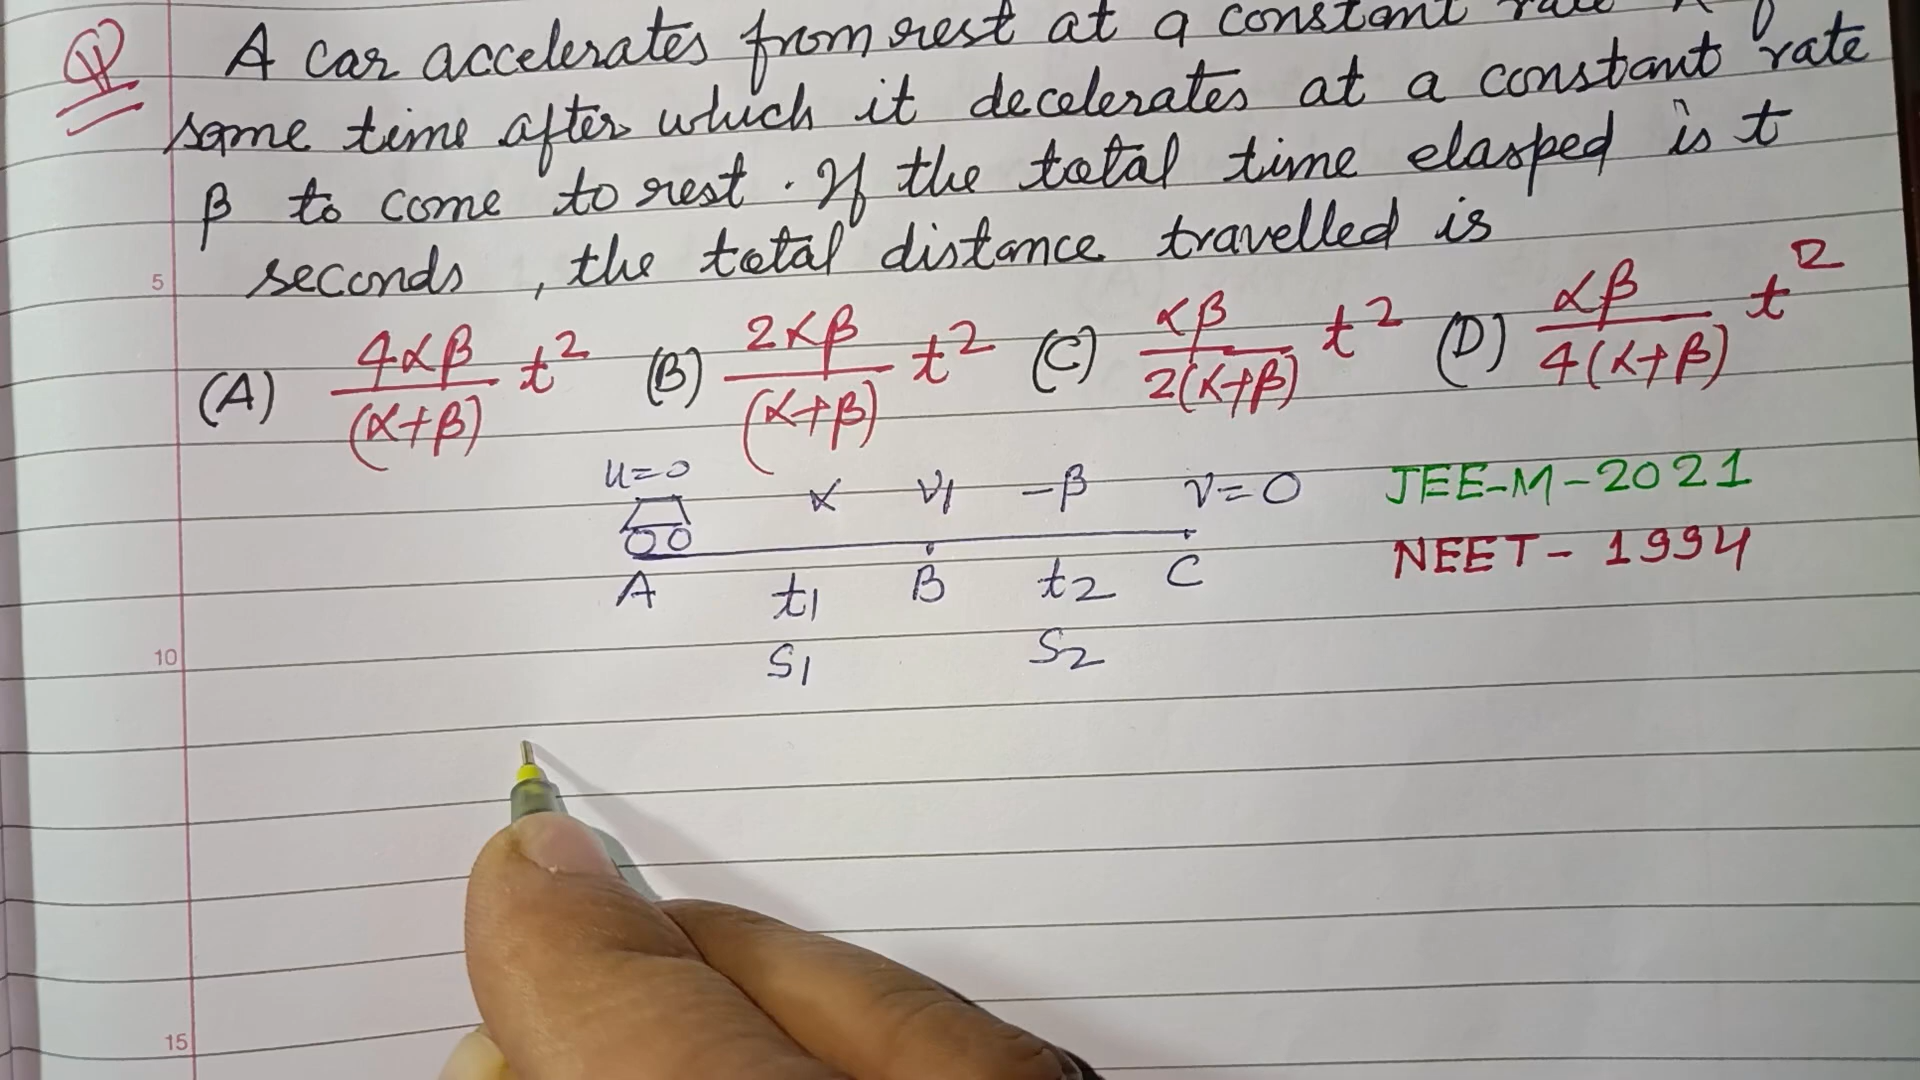 Q
A car accelerates from rest at a constant rate α
some time after which it decelerates at a constant rate
β to come to rest. If the total time elasped is t
seconds, the total distance travelled is
(A) 4αβ/(α+β) t² (B) 2αβ/(α+β) t² (C) αβ/2(α+β) t² (D) αβ/4(α+β) t²
u=0 α v1 -β v=0 JEE-M-2021
A t1 B t2 C NEET-1994
S1 S2
5
10
15